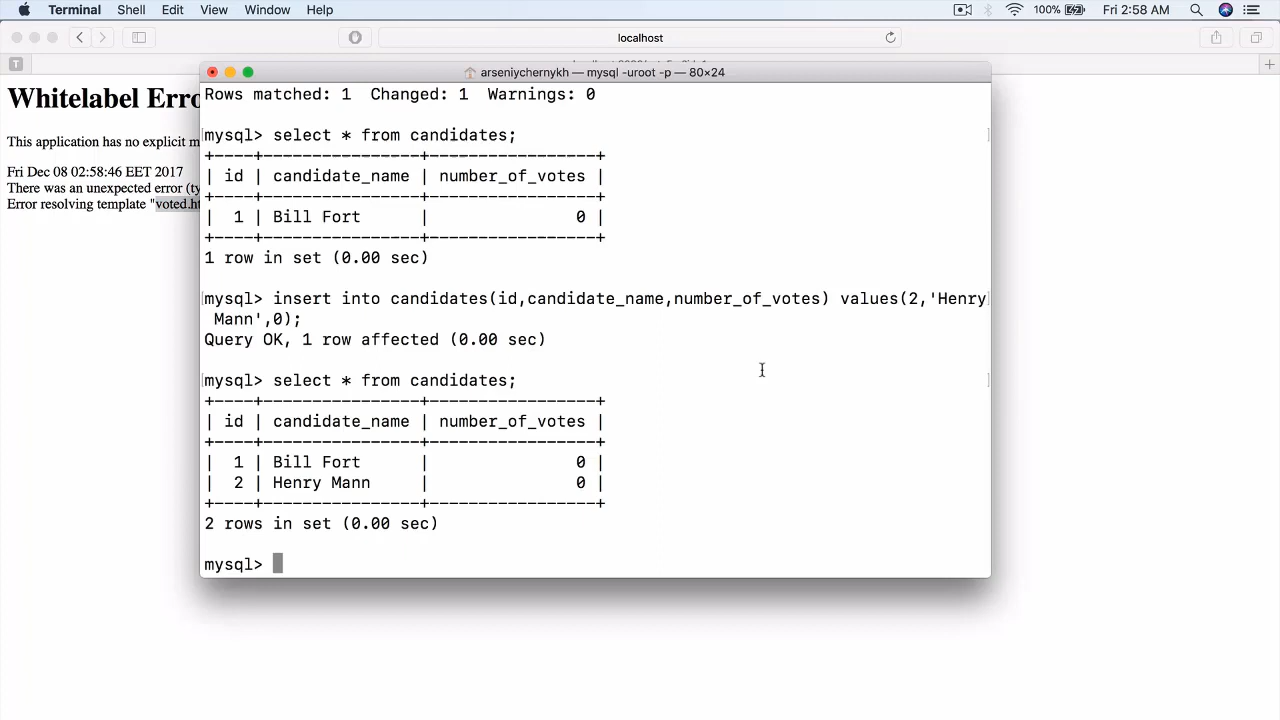 Terminal Shell Edit View Window Help 100% Fri 2:58 AM
localhost
T
arseniychernykh — mysql -uroot -p — 80×24
Whitelabel Erro
This application has no explicit m
Fri Dec 08 02:58:46 EET 2017
There was an unexpected error (ty
Error resolving template "voted.ht
Rows matched: 1  Changed: 1  Warnings: 0
mysql> select * from candidates;
+----+----------------+-----------------+
| id | candidate_name | number_of_votes |
+----+----------------+-----------------+
|  1 | Bill Fort      |               0 |
+----+----------------+-----------------+
1 row in set (0.00 sec)
mysql> insert into candidates(id,candidate_name,number_of_votes) values(2,'Henry
 Mann',0);
Query OK, 1 row affected (0.00 sec)
mysql> select * from candidates;
+----+----------------+-----------------+
| id | candidate_name | number_of_votes |
+----+----------------+-----------------+
|  1 | Bill Fort      |               0 |
|  2 | Henry Mann     |               0 |
+----+----------------+-----------------+
2 rows in set (0.00 sec)
mysql>